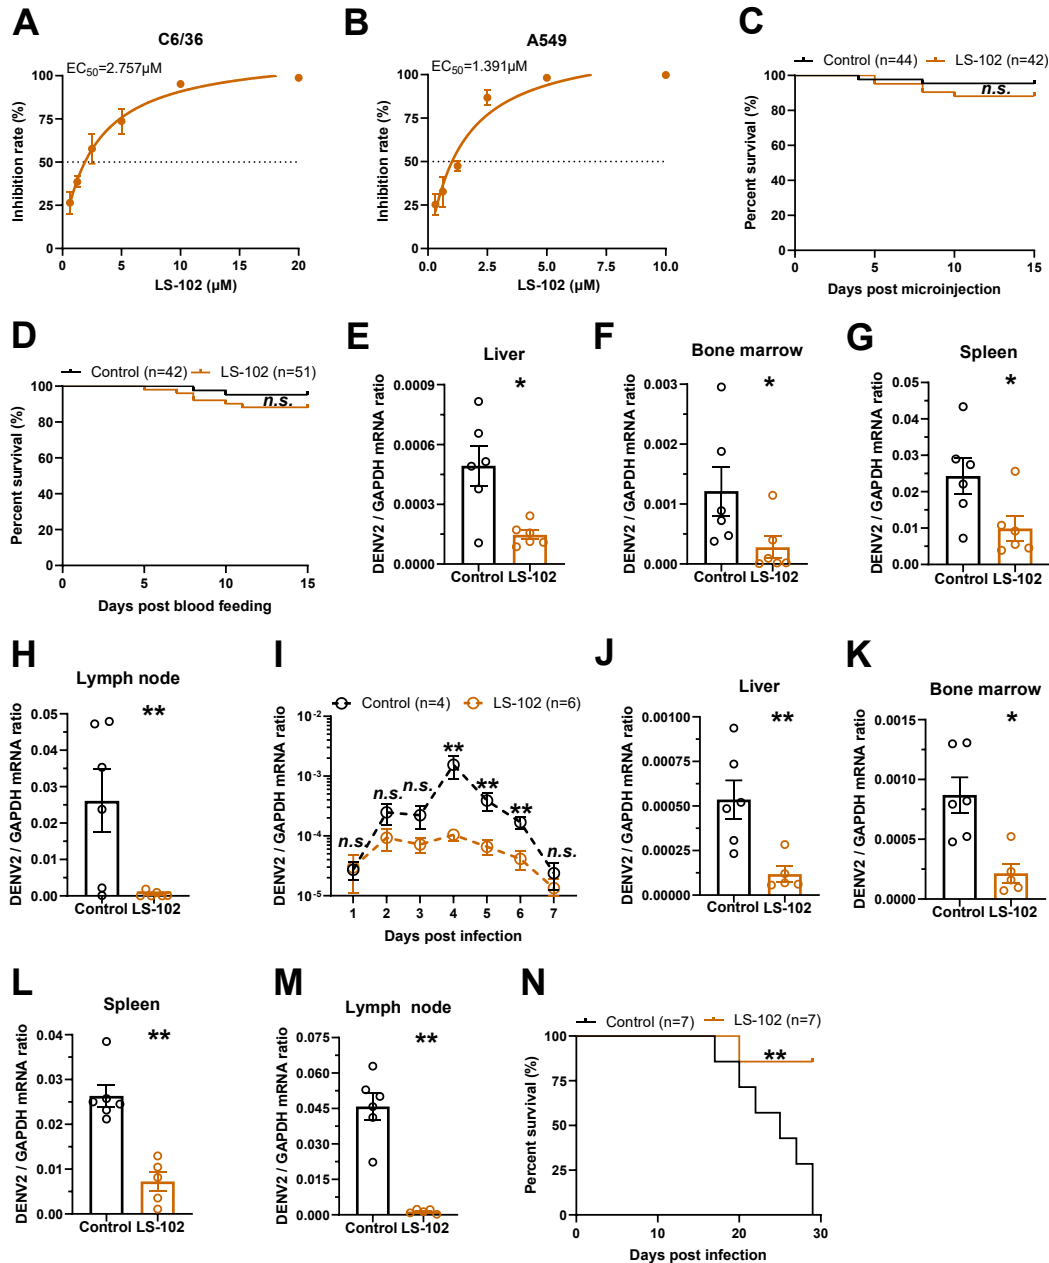 A
C6/36
EC50=2.757µM
Inhibition rate (%)
100
75
50
25
0
0 5 10 15 20
LS-102 (µM)
B
A549
EC50=1.391µM
Inhibition rate (%)
100
75
50
25
0
0.0 2.5 5.0 7.5 10.0
LS-102 (µM)
C
Control (n=44) LS-102 (n=42)
n.s.
Percent survival (%)
100
80
60
40
20
0
0 5 10 15
Days post microinjection
D
Control (n=42) LS-102 (n=51)
n.s.
Percent survival (%)
100
80
60
40
20
0
0 5 10 15
Days post blood feeding
E
Liver
*
DENV2 / GAPDH mRNA ratio
0.0009
0.0006
0.0003
0.0000
Control LS-102
F
Bone marrow
*
DENV2 / GAPDH mRNA ratio
0.003
0.002
0.001
0.000
Control LS-102
G
Spleen
*
DENV2 / GAPDH mRNA ratio
0.05
0.04
0.03
0.02
0.01
0.00
Control LS-102
H
Lymph node
**
DENV2 / GAPDH mRNA ratio
0.05
0.04
0.03
0.02
0.01
0.00
Control LS-102
I
Control (n=4) LS-102 (n=6)
DENV2 / GAPDH mRNA ratio
10-2
10-3
10-4
10-5
n.s. n.s. n.s. ** ** ** n.s.
1 2 3 4 5 6 7
Days post infection
J
Liver
**
DENV2 / GAPDH mRNA ratio
0.00100
0.00075
0.00050
0.00025
0.00000
Control LS-102
K
Bone marrow
*
DENV2 / GAPDH mRNA ratio
0.0015
0.0010
0.0005
0.0000
Control LS-102
L
Spleen
**
DENV2 / GAPDH mRNA ratio
0.04
0.03
0.02
0.01
0.00
Control LS-102
M
Lymph node
**
DENV2 / GAPDH mRNA ratio
0.075
0.060
0.045
0.030
0.015
0.000
Control LS-102
N
Control (n=7) LS-102 (n=7)
**
Percent survival (%)
100
75
50
25
0
0 10 20 30
Days post infection